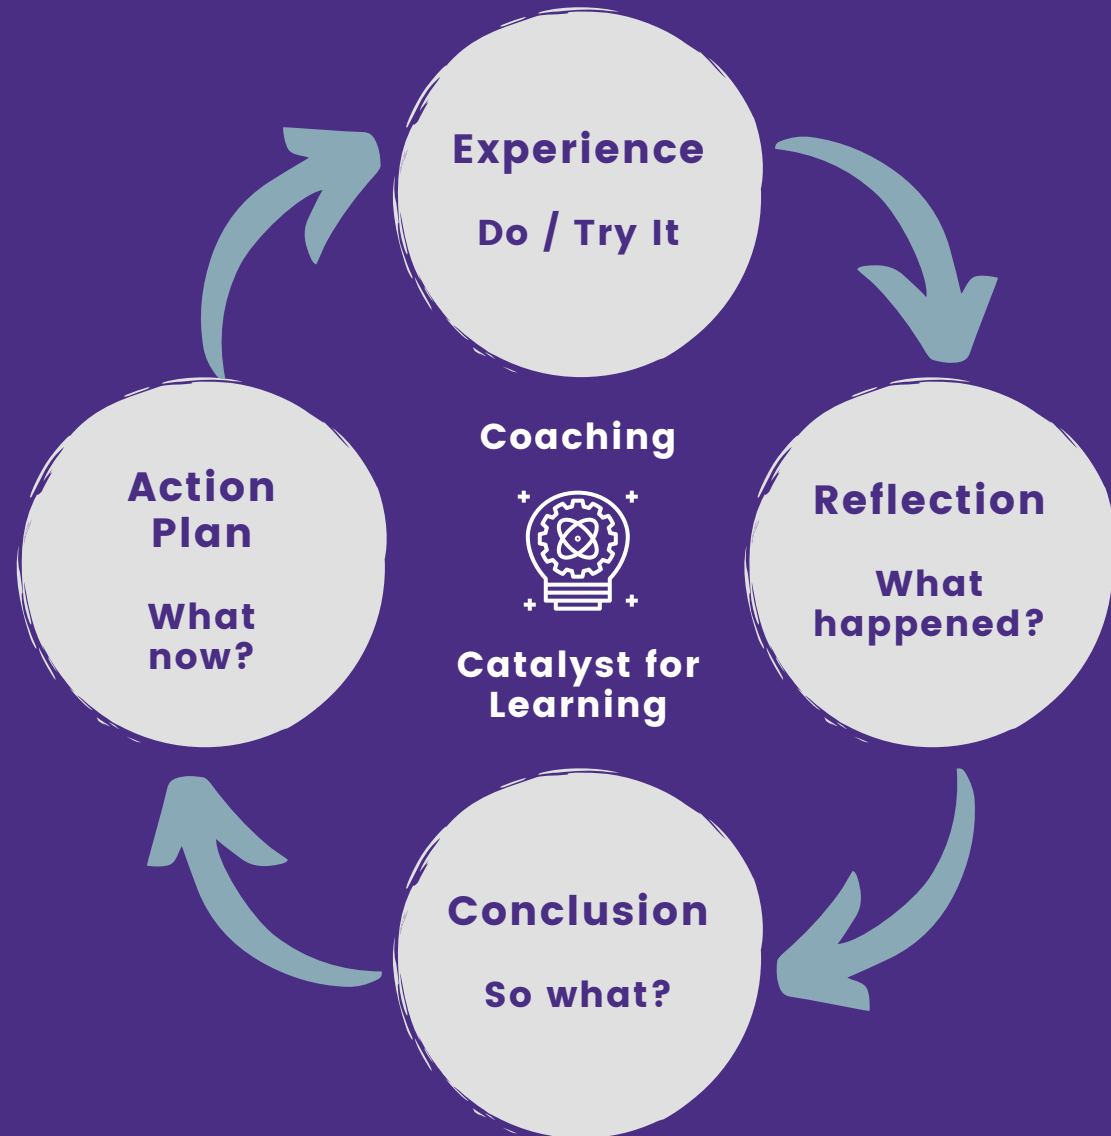 Experience
Do / Try It
Coaching
Action
Plan
What
now?
Reflection
What
happened?
Catalyst for
Learning
Conclusion
So what?